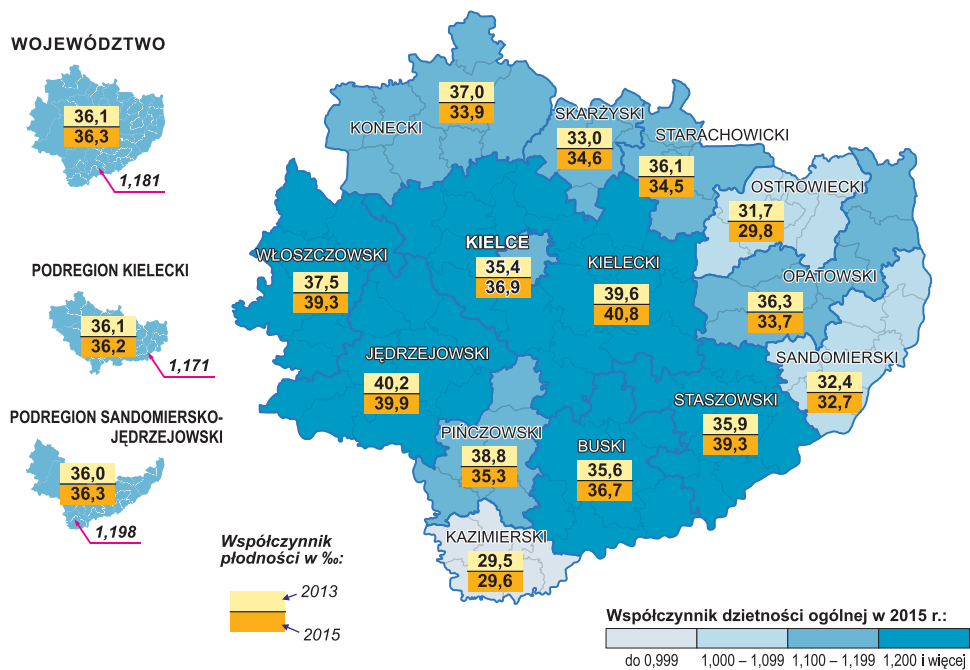 WOJEWÓDZTWO
36,1
36,3
1,181
PODREGION KIELECKI
36,1
36,2
1,171
PODREGION SANDOMIERSKO-
JĘDRZEJOWSKI
36,0
36,3
1,198
KONECKI
37,0
33,9
SKARŻYSKI
33,0
34,6
STARACHOWICKI
36,1
34,5
OSTROWIECKI
31,7
29,8
WŁOSZCZOWSKI
37,5
39,3
KIELCE
35,4
36,9
KIELECKI
39,6
40,8
OPATOWSKI
36,3
33,7
JĘDRZEJOWSKI
40,2
39,9
SANDOMIERSKI
32,4
32,7
STASZOWSKI
35,9
39,3
PIŃCZOWSKI
38,8
35,3
BUSKI
35,6
36,7
KAZIMIERSKI
29,5
29,6
Współczynnik
płodności w ‰:
2013
2015
Współczynnik dzietności ogólnej w 2015 r.:
do 0,999 1,000 – 1,099 1,100 – 1,199 1,200 i więcej